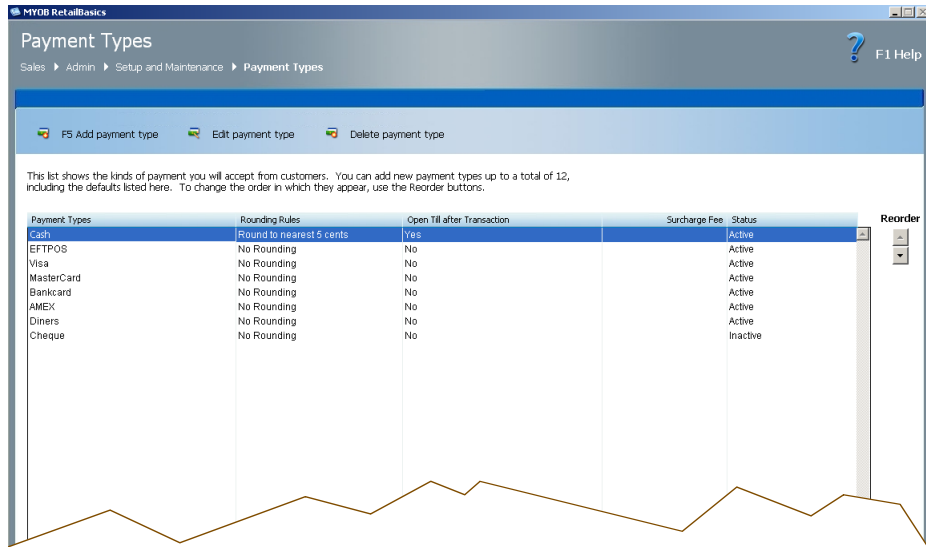 MYOB RetailBasics
Payment Types
F1 Help
Sales Admin Setup and Maintenance Payment Types
F5 Add payment type Edit payment type Delete payment type
This list shows the kinds of payment you will accept from customers. You can add new payment types up to a total of 12,
including the defaults listed here. To change the order in which they appear, use the Reorder buttons.
Payment Types Rounding Rules Open Till after Transaction Surcharge Fee Status Reorder
Cash Round to nearest 5 cents Yes Active
EFTPOS No Rounding No Active
Visa No Rounding No Active
MasterCard No Rounding No Active
Bankcard No Rounding No Active
AMEX No Rounding No Active
Diners No Rounding No Active
Cheque No Rounding No Inactive